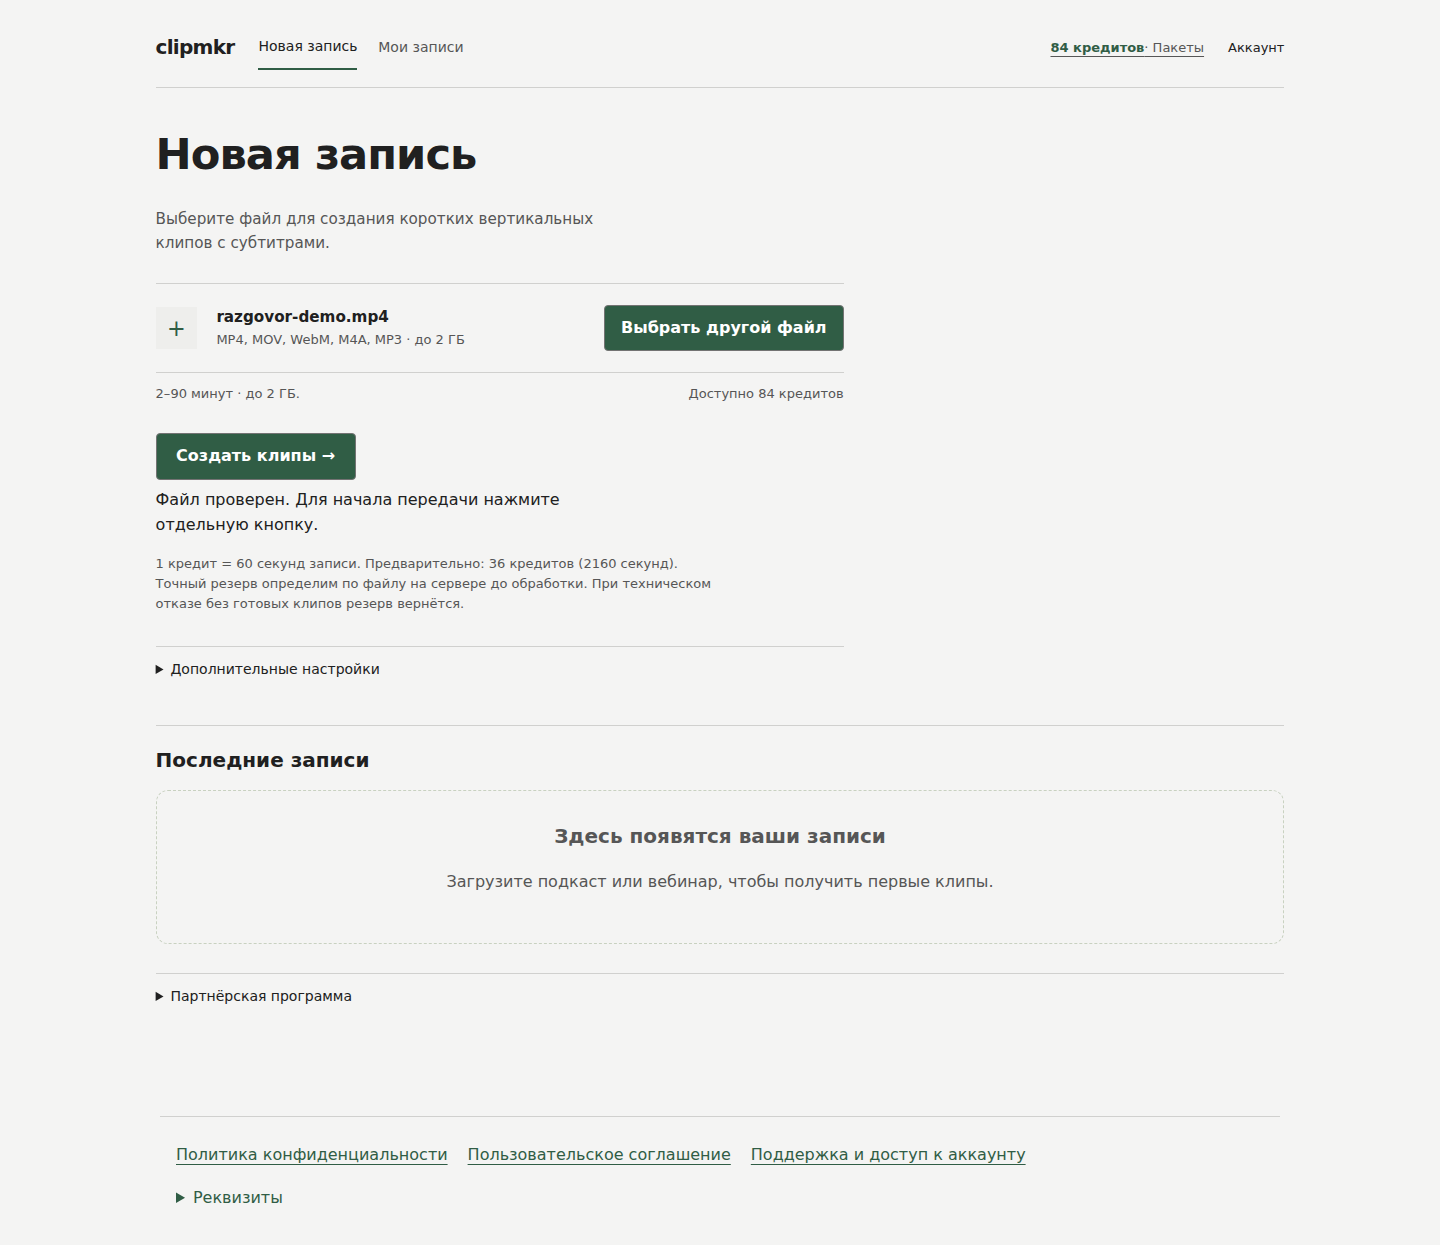 clipmkr
Новая запись
Мои записи
84 кредитов· Пакеты
Аккаунт
Новая запись
Выберите файл для создания коротких вертикальных
клипов с субтитрами.
+
razgovor-demo.mp4
MP4, MOV, WebM, M4A, MP3 · до 2 ГБ
Выбрать другой файл
2–90 минут · до 2 ГБ.
Доступно 84 кредитов
Создать клипы →
Файл проверен. Для начала передачи нажмите
отдельную кнопку.
1 кредит = 60 секунд записи. Предварительно: 36 кредитов (2160 секунд).
Точный резерв определим по файлу на сервере до обработки. При техническом
отказе без готовых клипов резерв вернётся.
Дополнительные настройки
Последние записи
Здесь появятся ваши записи
Загрузите подкаст или вебинар, чтобы получить первые клипы.
Партнёрская программа
Политика конфиденциальности
Пользовательское соглашение
Поддержка и доступ к аккаунту
Реквизиты